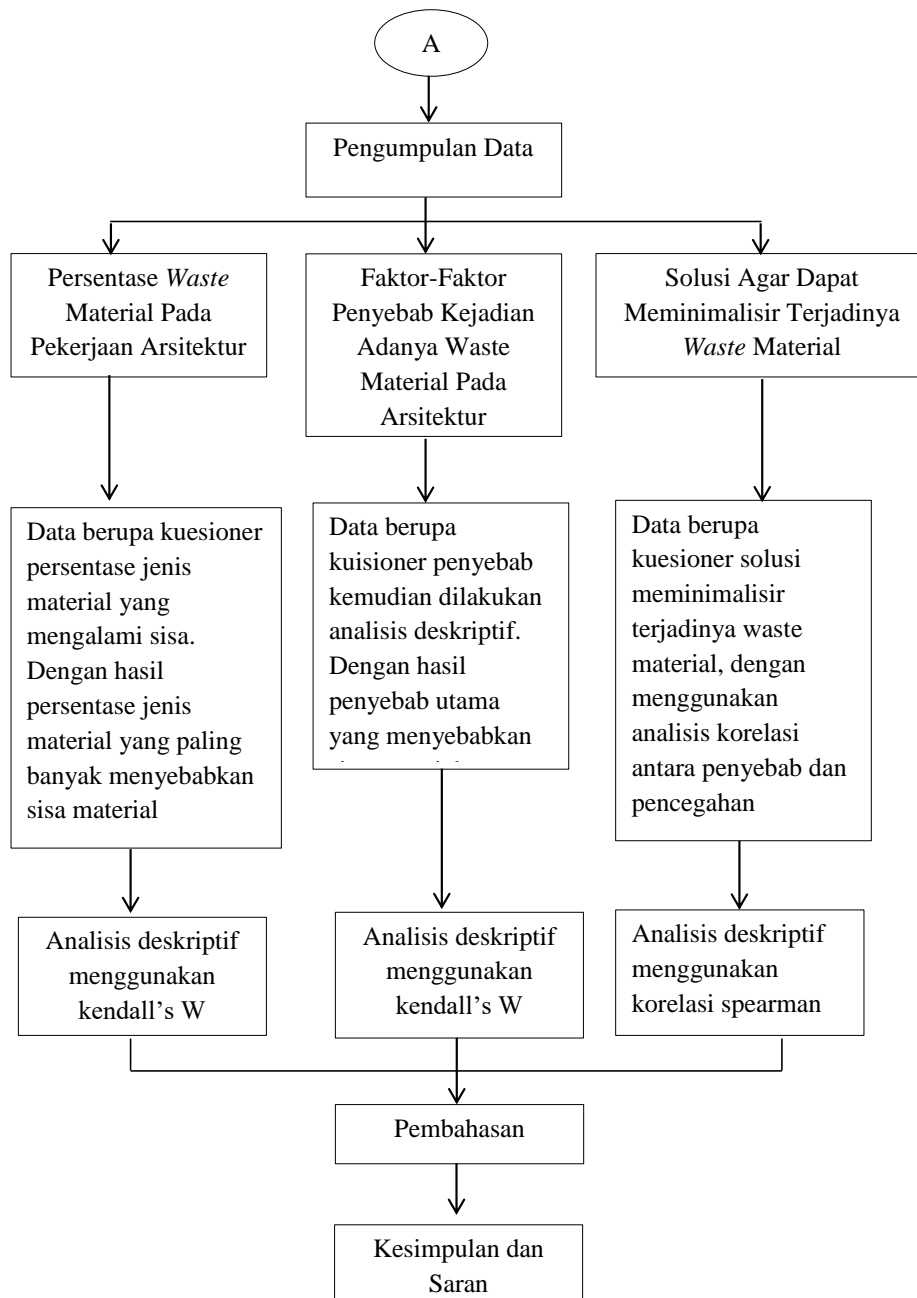 A
Pengumpulan Data
Persentase Waste
Material Pada
Pekerjaan Arsitektur
Faktor-Faktor
Penyebab Kejadian
Adanya Waste
Material Pada
Arsitektur
Solusi Agar Dapat
Meminimalisir Terjadinya
Waste Material
Data berupa kuesioner
persentase jenis
material yang
mengalami sisa.
Dengan hasil
persentase jenis
material yang paling
banyak menyebabkan
sisa material
Data berupa
kuisioner penyebab
kemudian dilakukan
analisis deskriptif.
Dengan hasil
penyebab utama
yang menyebabkan
Data berupa
kuesioner solusi
meminimalisir
terjadinya waste
material, dengan
menggunakan
analisis korelasi
antara penyebab dan
pencegahan
Analisis deskriptif
menggunakan
kendall’s W
Analisis deskriptif
menggunakan
kendall’s W
Analisis deskriptif
menggunakan
korelasi spearman
Pembahasan
Kesimpulan dan
Saran